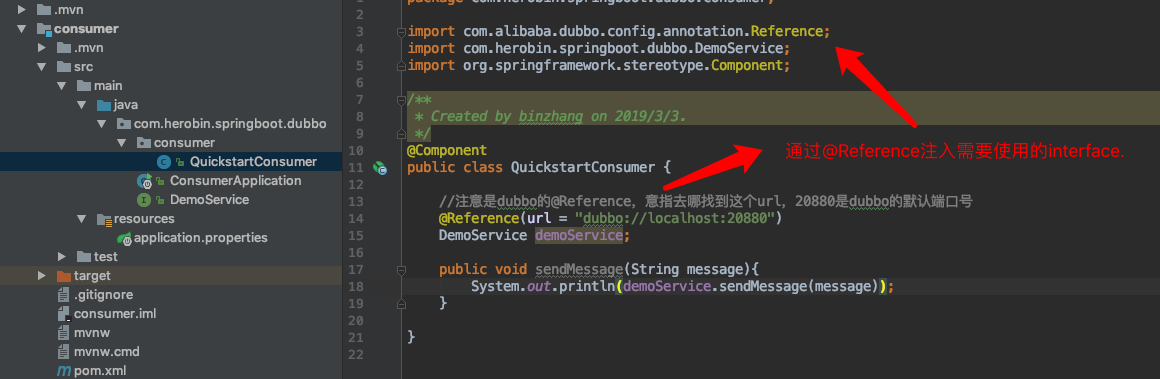 .mvn
consumer
.mvn
src
main
java
com.herobin.springboot.dubbo
consumer
QuickstartConsumer
ConsumerApplication
DemoService
resources
application.properties
test
target
.gitignore
consumer.iml
mvnw
mvnw.cmd
pom.xml
1 package com.herobin.springboot.dubbo.consumer;
2
3 import com.alibaba.dubbo.config.annotation.Reference;
4 import com.herobin.springboot.dubbo.DemoService;
5 import org.springframework.stereotype.Component;
6
7 /**
8 * Created by binzhang on 2019/3/3.
9 */
10 @Component
通过@Reference注入需要使用的interface.
11 public class QuickstartConsumer {
12
13 //注意是dubbo的@Reference, 意指去哪找到这个url, 20880是dubbo的默认端口号
14 @Reference(url = "dubbo://localhost:20880")
15 DemoService demoService;
16
17 public void sendMessage(String message){
18 System.out.println(demoService.sendMessage(message));
19 }
20
21 }
22